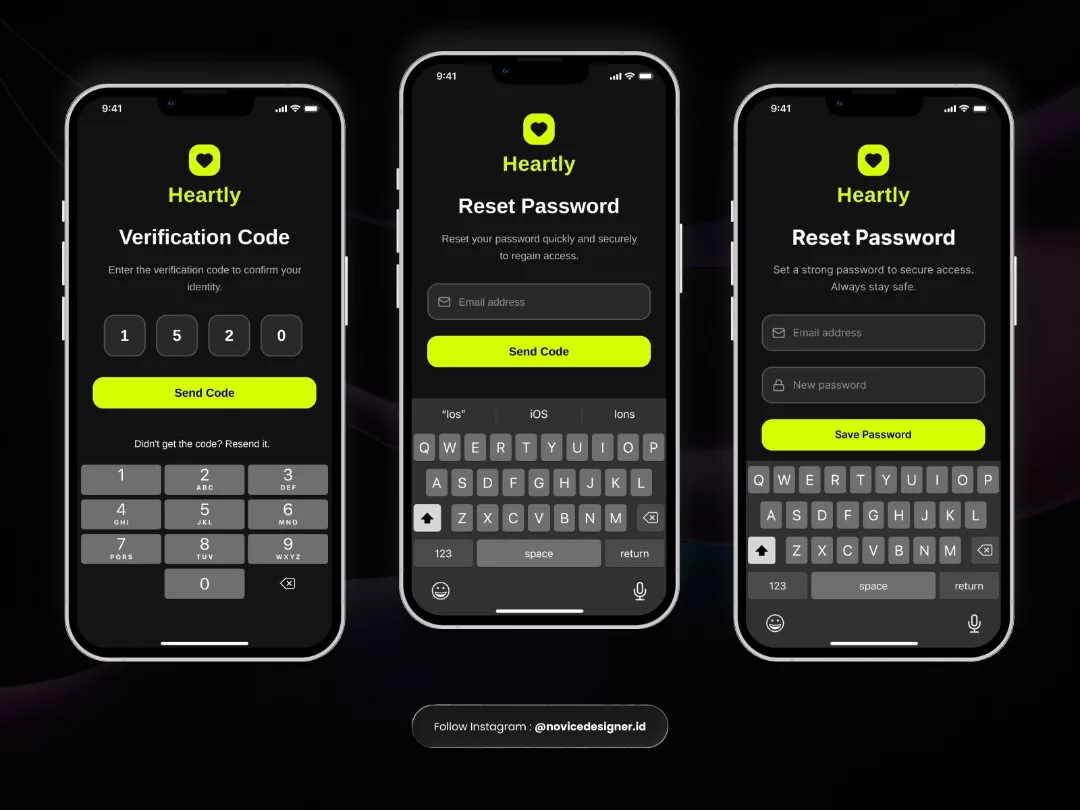 9:41
Heartly
Verification Code
Enter the verification code to confirm your
identity.
1 5 2 0
Send Code
Didn't get the code? Resend it.
1 2 ABC 3 DEF
4 GHI 5 JKL 6 MNO
7 PQRS 8 TUV 9 WXYZ
0
9:41
Heartly
Reset Password
Reset your password quickly and securely
to regain access.
Email address
Send Code
“Ios” iOS Ions
Q W E R T Y U I O P
A S D F G H J K L
Z X C V B N M
123 space return
9:41
Heartly
Reset Password
Set a strong password to secure access.
Always stay safe.
Email address
New password
Save Password
Q W E R T Y U I O P
A S D F G H J K L
Z X C V B N M
123 space return
Follow Instagram : @novicedesigner.id